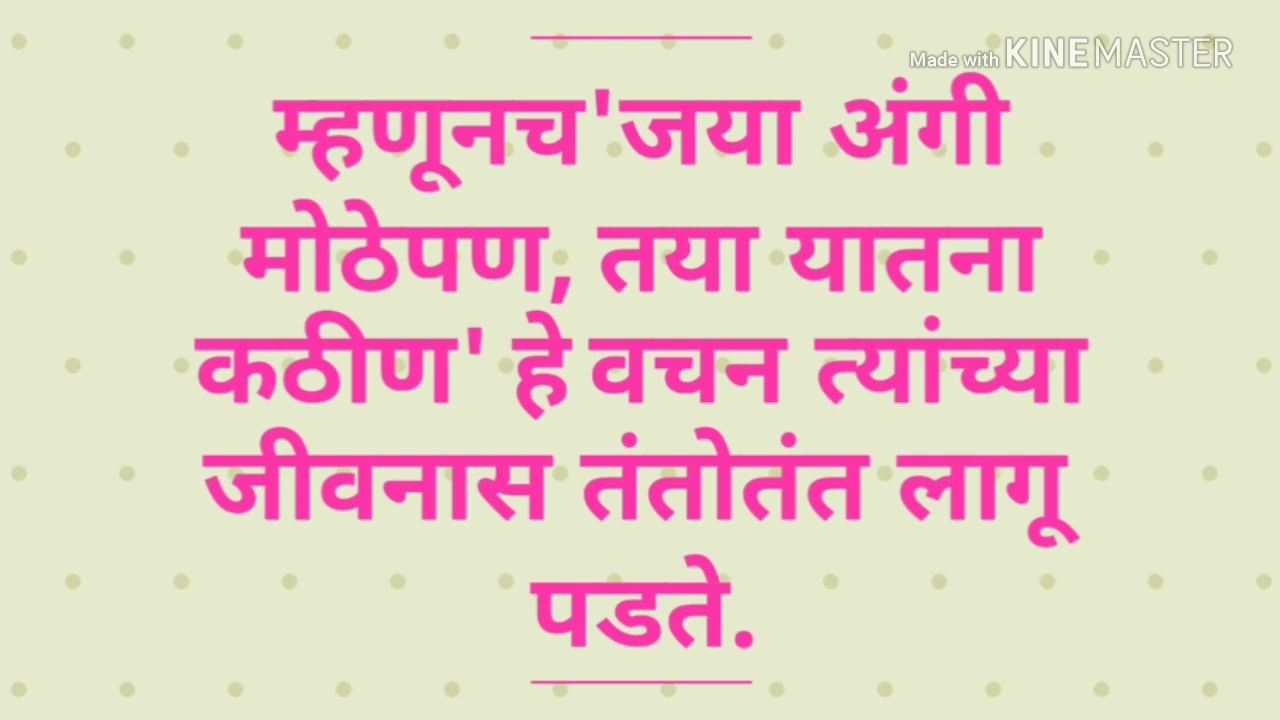 Made with KINEMASTER
म्हणूनच'जया अंगी
मोठेपण, तया यातना
कठीण' हे वचन त्यांच्या
जीवनास तंतोतंत लागू
पडते.